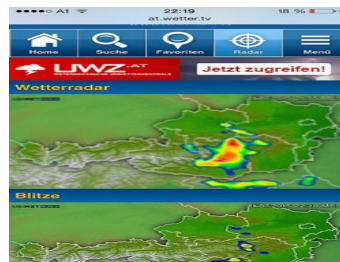 A1 22:19 18 %
at.wetter.tv
Home Suche Favoriten Radar Menü
UWZ.AT Jetzt zugreifen!
Wetterradar
Blitze